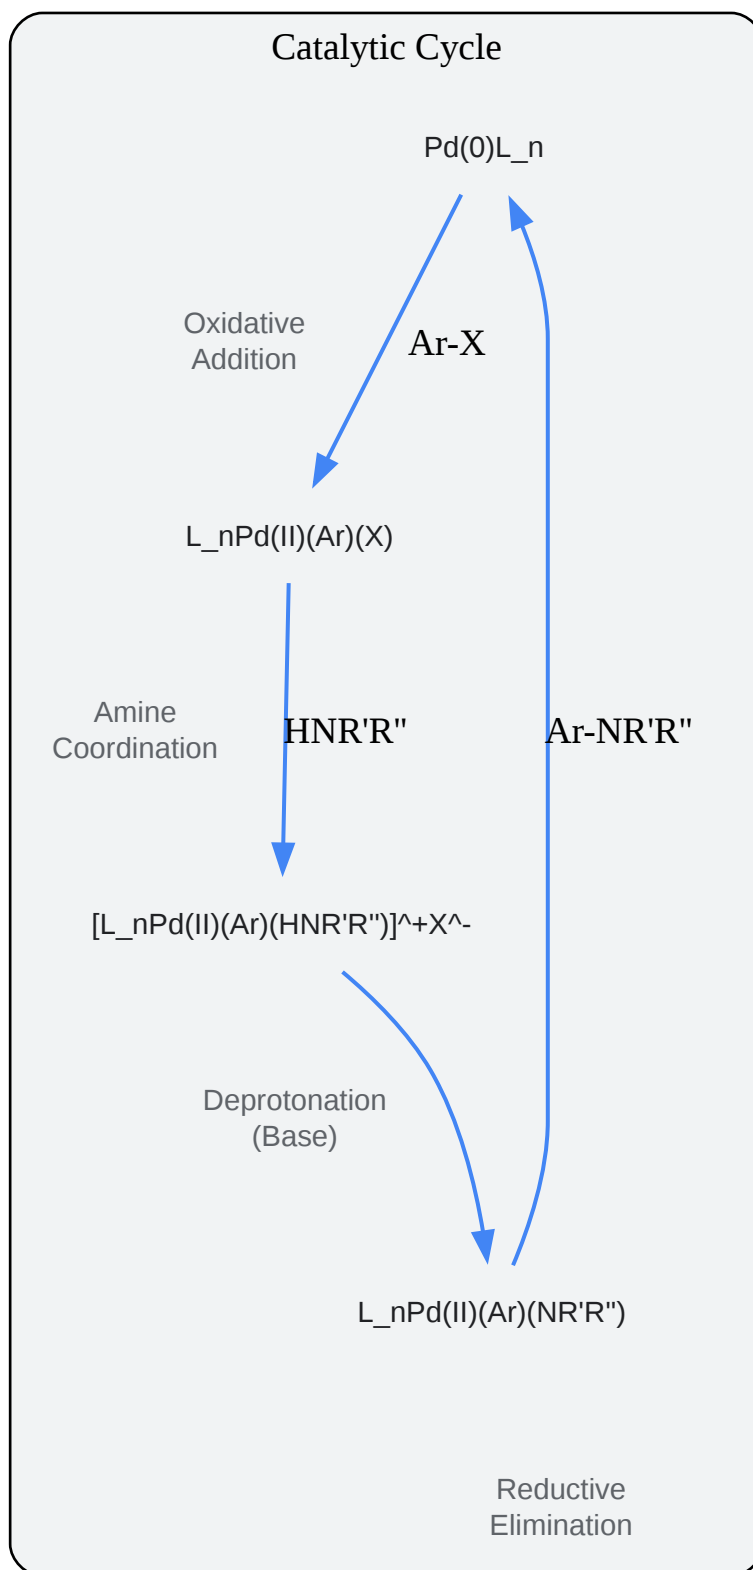 Catalytic Cycle
Pd(0)L_n
Oxidative
Addition
Ar-X
L_nPd(II)(Ar)(X)
Amine
Coordination
HNR'R"
Ar-NR'R"
[L_nPd(II)(Ar)(HNR'R")]^+X^-
Deprotonation
(Base)
L_nPd(II)(Ar)(NR'R")
Reductive
Elimination